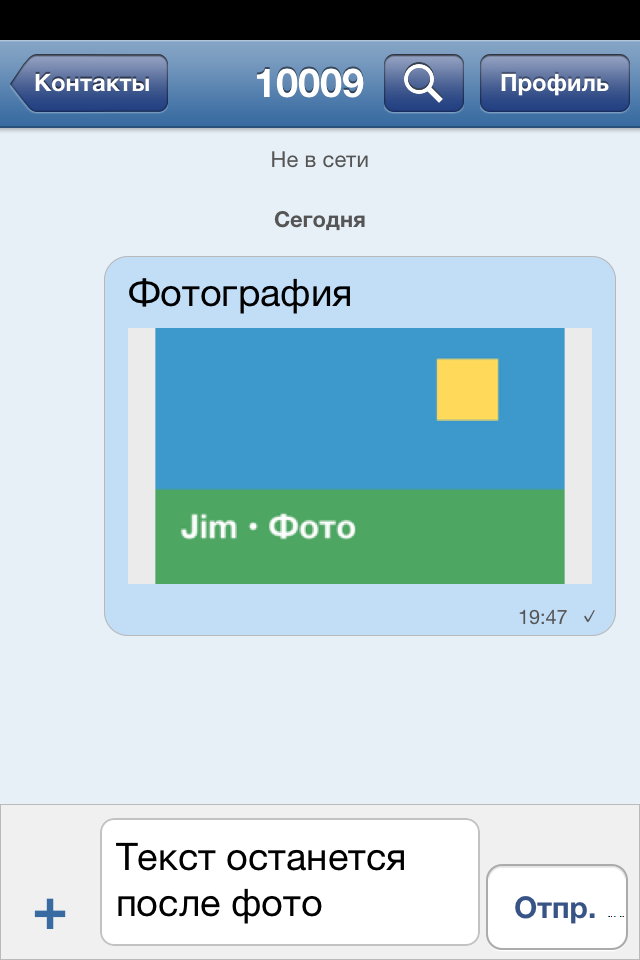 Контакты
10009
Профиль
Не в сети
Сегодня
Фотография
Jim • Фото
19:47 ✓
Текст останется
после фото
+
Отпр.